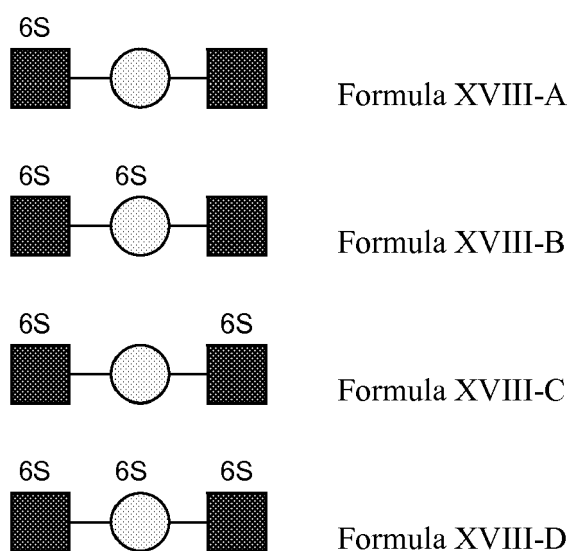 6S
Formula XVIII-A
6S 6S
Formula XVIII-B
6S 6S
Formula XVIII-C
6S 6S 6S
Formula XVIII-D